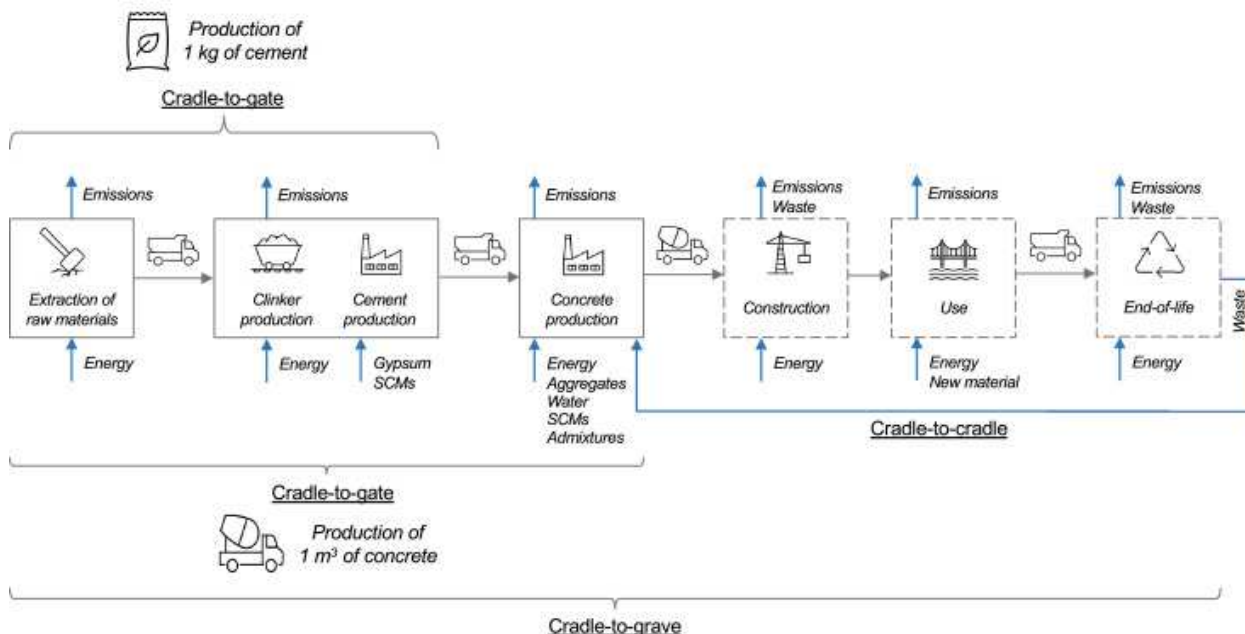 Production of
1 kg of cement
Cradle-to-gate
Emissions
Emissions
Emissions
Emissions
Waste
Emissions
Emissions
Waste
Extraction of
raw materials
Clinker
production
Cement
production
Concrete
production
Construction
Use
End-of-life
Waste
Energy
Energy
Gypsum
SCMs
Energy
Aggregates
Water
SCMs
Admixtures
Energy
Energy
New material
Energy
Cradle-to-cradle
Cradle-to-gate
Production of
1 m³ of concrete
Cradle-to-grave